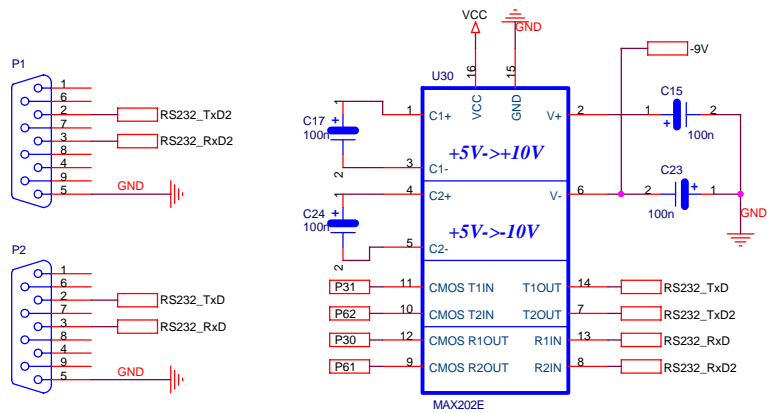 VCC
GND
-9V
P1
1
6
2 RS232_TxD2
7
3 RS232_RxD2
8
4
9
5 GND
U30
16
15
VCC
GND
C17
100n
1
2
1 C1+
3 C1-
+5V->+10V
V+ 2
C15
1 2
100n
C24
100n
1
2
4 C2+
5 C2-
+5V->-10V
V- 6
C23
2 1
100n
GND
P2
1
6
2 RS232_TxD
7
3 RS232_RxD
8
4
9
5 GND
P31 11 CMOS T1IN T1OUT 14 RS232_TxD
P62 10 CMOS T2IN T2OUT 7 RS232_TxD2
P30 12 CMOS R1OUT R1IN 13 RS232_RxD
P61 9 CMOS R2OUT R2IN 8 RS232_RxD2
MAX202E